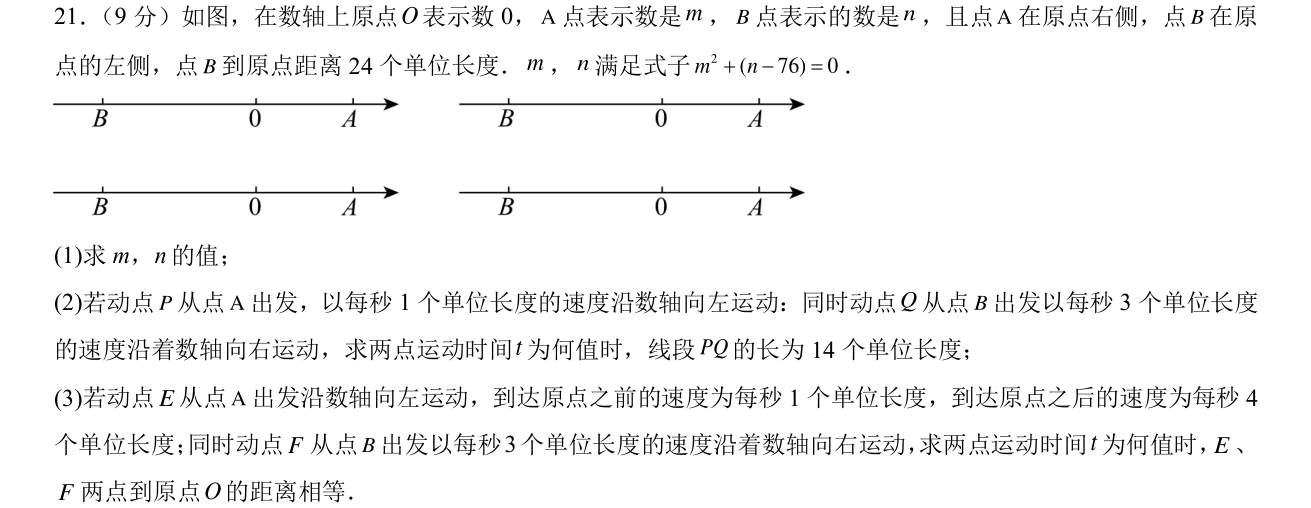 21.（9 分）如图，在数轴上原点O表示数 0，A 点表示数是m，B 点表示的数是n，且点A在原点右侧，点B在原
点的左侧，点B到原点距离 24 个单位长度．m，n满足式子m²+(n−76)=0．
B 0 A B 0 A
B 0 A B 0 A
(1)求 m，n 的值；
(2)若动点P从点A出发，以每秒 1 个单位长度的速度沿数轴向左运动：同时动点Q从点B出发以每秒 3 个单位长度
的速度沿着数轴向右运动，求两点运动时间t为何值时，线段PQ的长为 14 个单位长度；
(3)若动点E从点A出发沿数轴向左运动，到达原点之前的速度为每秒 1 个单位长度，到达原点之后的速度为每秒 4
个单位长度；同时动点F从点B出发以每秒3个单位长度的速度沿着数轴向右运动，求两点运动时间t为何值时，E、
F两点到原点O的距离相等．